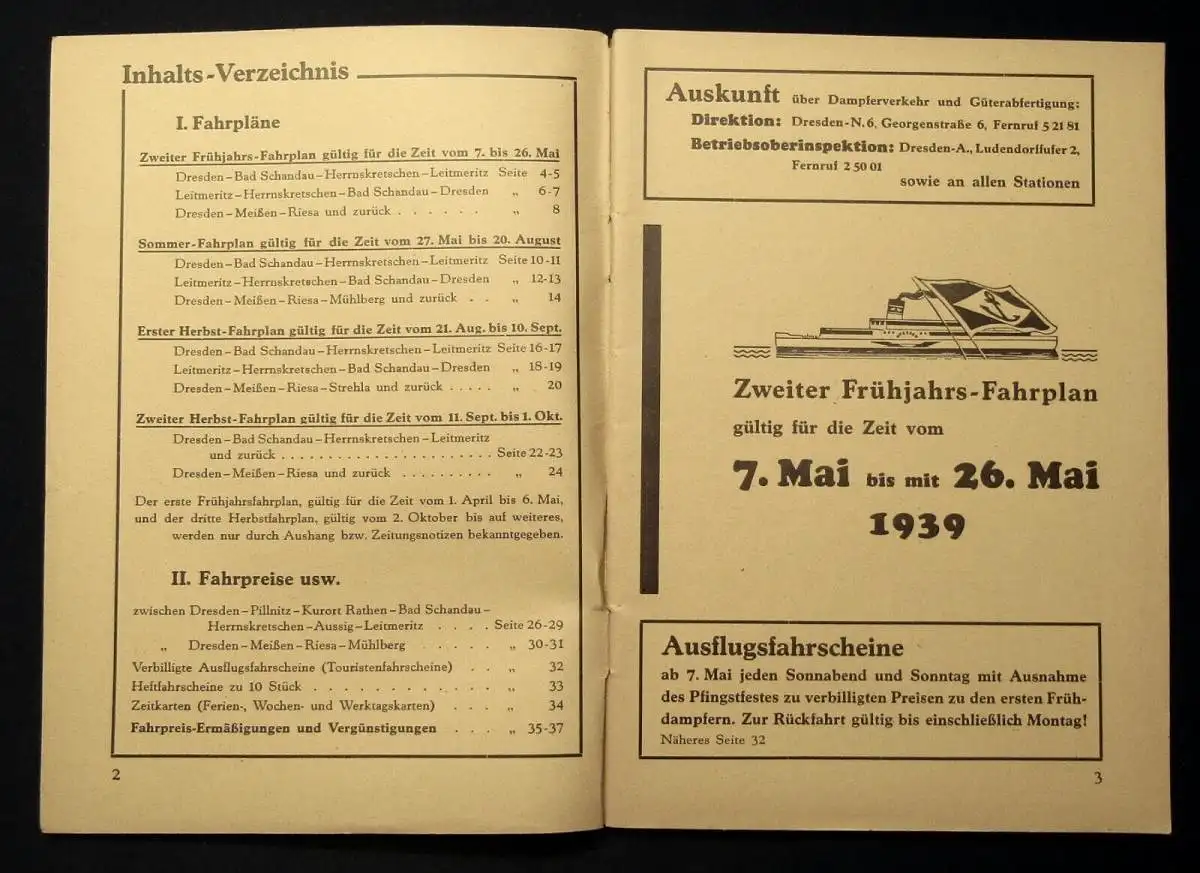 Inhalts-Verzeichnis
I. Fahrpläne
Zweiter Frühjahrs-Fahrplan gültig für die Zeit vom 7. bis 26. Mai
Dresden-Bad Schandau-Herrnskretschen-Leitmeritz Seite 4-5
Leitmeritz-Herrnskretschen-Bad Schandau-Dresden „ 6-7
Dresden-Meißen-Riesa und zurück . . . . . . „ 8
Sommer-Fahrplan gültig für die Zeit vom 27. Mai bis 20. August
Dresden-Bad Schandau-Herrnskretschen-Leitmeritz Seite 10-11
Leitmeritz-Herrnskretschen-Bad Schandau-Dresden „ 12-13
Dresden-Meißen-Riesa-Mühlberg und zurück . . „ 14
Erster Herbst-Fahrplan gültig für die Zeit vom 21. Aug. bis 10. Sept.
Dresden-Bad Schandau-Herrnskretschen-Leitmeritz Seite 16-17
Leitmeritz-Herrnskretschen-Bad Schandau-Dresden „ 18-19
Dresden-Meißen-Riesa-Strehla und zurück . . . . . „ 20
Zweiter Herbst-Fahrplan gültig für die Zeit vom 11. Sept. bis 1. Okt.
Dresden-Bad Schandau-Herrnskretschen-Leitmeritz
und zurück . . . . . . . . . . . . . . . . . . . . . . Seite 22-23
Dresden-Meißen-Riesa und zurück . . . . . . . . . . „ 24
Der erste Frühjahrsfahrplan, gültig für die Zeit vom 1. April bis 6. Mai,
und der dritte Herbstfahrplan, gültig vom 2. Oktober bis auf weiteres,
werden nur durch Aushang bzw. Zeitungsnotizen bekanntgegeben.
II. Fahrpreise usw.
zwischen Dresden-Pillnitz-Kurort Rathen-Bad Schandau-
Herrnskretschen-Aussig-Leitmeritz . . . . Seite 26-29
„ Dresden-Meißen-Riesa-Mühlberg . . . . . „ 30-31
Verbilligte Ausflugsfahrscheine (Touristenfahrscheine) . . „ 32
Heftfahrscheine zu 10 Stück . . . . . . . . . . . . . . „ 33
Zeitkarten (Ferien-, Wochen- und Werktagskarten) . . . „ 34
Fahrpreis-Ermäßigungen und Vergünstigungen . . . „ 35-37
2
Auskunft über Dampferverkehr und Güterabfertigung:
Direktion: Dresden-N. 6, Georgenstraße 6, Fernruf 5 21 81
Betriebsoberinspektion: Dresden-A., Ludendorffufer 2,
Fernruf 2 50 01
sowie an allen Stationen
Zweiter Frühjahrs-Fahrplan
gültig für die Zeit vom
7. Mai bis mit 26. Mai
1939
Ausflugsfahrscheine
ab 7. Mai jeden Sonnabend und Sonntag mit Ausnahme
des Pfingstfestes zu verbilligten Preisen zu den ersten Früh-
dampfern. Zur Rückfahrt gültig bis einschließlich Montag!
Näheres Seite 32
3